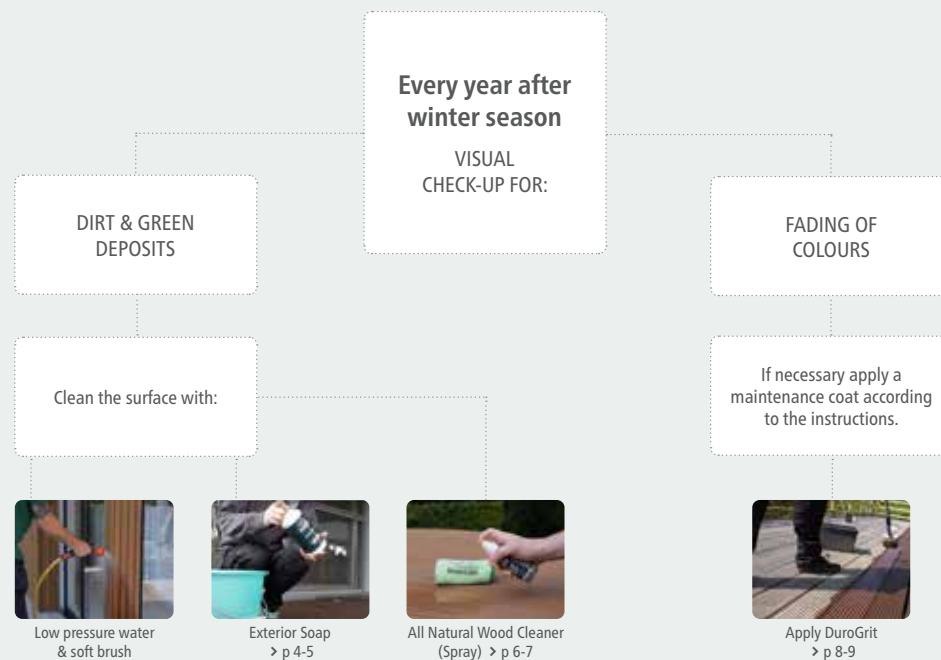 Every year after
winter season
VISUAL
CHECK-UP FOR:
DIRT & GREEN
DEPOSITS
FADING OF
COLOURS
Clean the surface with:
If necessary apply a
maintenance coat according
to the instructions.
Low pressure water
& soft brush
Exterior Soap
> p 4-5
All Natural Wood Cleaner
(Spray) > p 6-7
Apply DuroGrit
> p 8-9